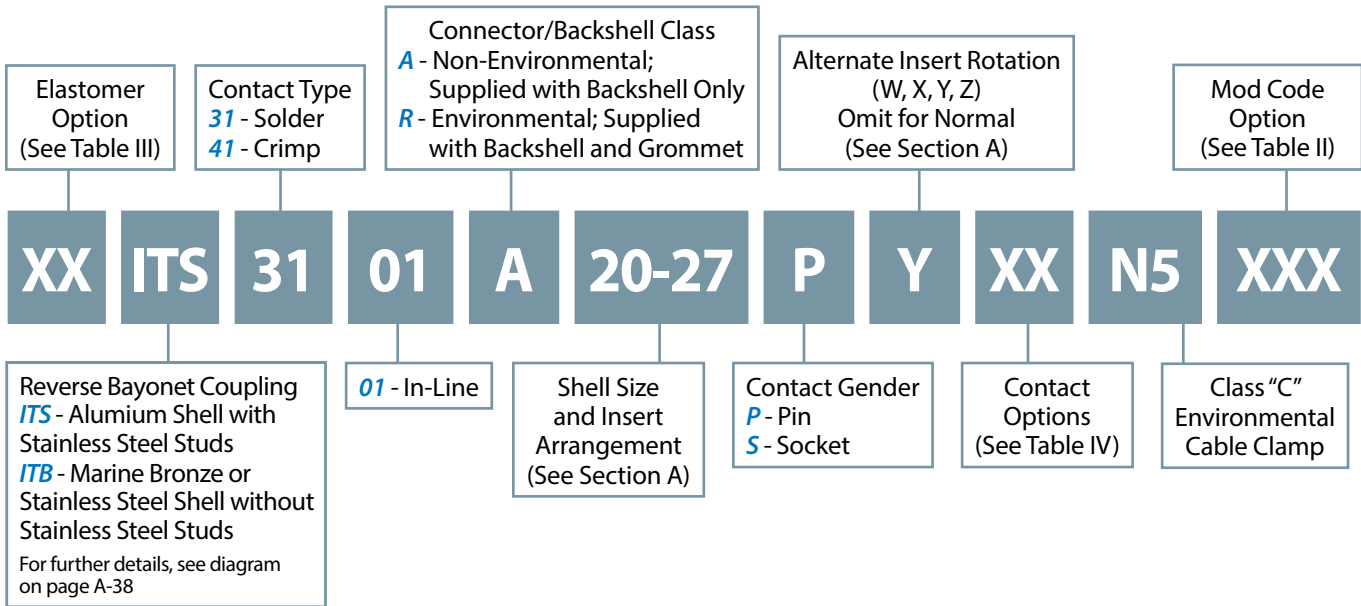 Elastomer
Option
(See Table III)
Contact Type
31 - Solder
41 - Crimp
Connector/Backshell Class
A - Non-Environmental;
Supplied with Backshell Only
R - Environmental; Supplied
with Backshell and Grommet
Alternate Insert Rotation
(W, X, Y, Z)
Omit for Normal
(See Section A)
Mod Code
Option
(See Table II)
XX ITS 31 01 A 20-27 P Y XX N5 XXX
Reverse Bayonet Coupling
ITS - Alumium Shell with
Stainless Steel Studs
ITB - Marine Bronze or
Stainless Steel Shell without
Stainless Steel Studs
For further details, see diagram
on page A-38
01 - In-Line
Shell Size
and Insert
Arrangement
(See Section A)
Contact Gender
P - Pin
S - Socket
Contact
Options
(See Table IV)
Class “C”
Environmental
Cable Clamp